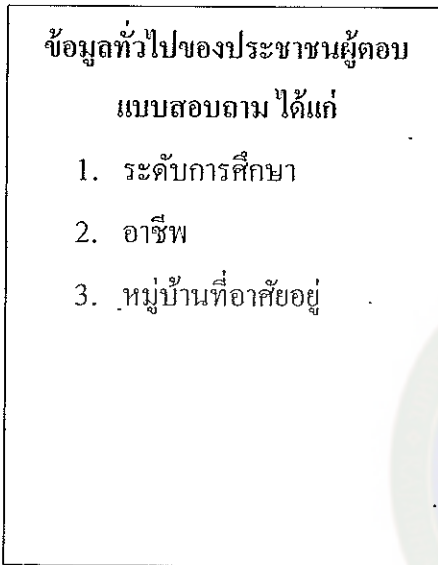 ข้อมูลทั่วไปของประชาชนผู้ตอบ
แบบสอบถาม ได้แก่
1. ระดับการศึกษา
2. อาชีพ
3. หมู่บ้านที่อาศัยอยู่